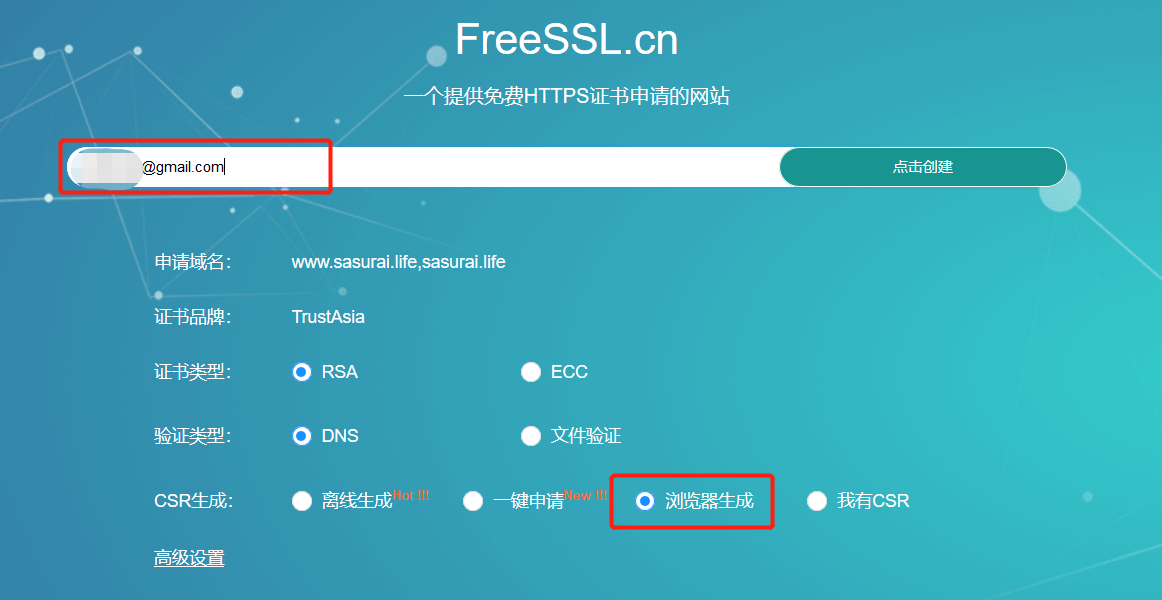 FreeSSL.cn
一个提供免费HTTPS证书申请的网站
@gmail.com 点击创建
申请域名: www.sasurai.life,sasurai.life
证书品牌: TrustAsia
证书类型: RSA ECC
验证类型: DNS 文件验证
CSR生成: 离线生成Hot !!! 一键申请New !!! 浏览器生成 我有CSR
高级设置